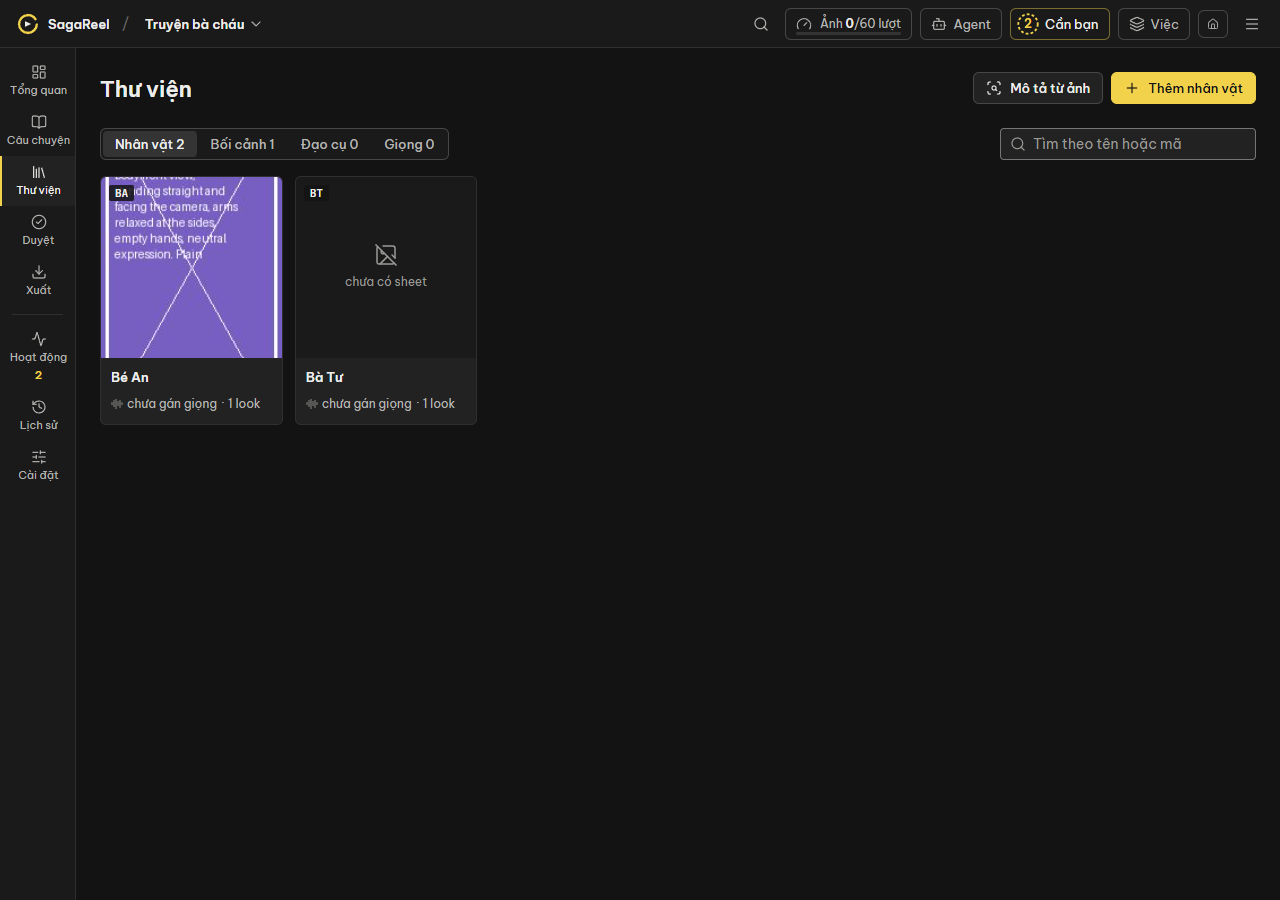 SagaReel / Truyện bà cháu
Ảnh 0/60 lượt
Agent
2 Cần bạn
Việc
Tổng quan
Câu chuyện
Thư viện
Duyệt
Xuất
Hoạt động
2
Lịch sử
Cài đặt
Thư viện
Mô tả từ ảnh
Thêm nhân vật
Nhân vật 2
Bối cảnh 1
Đạo cụ 0
Giọng 0
Tìm theo tên hoặc mã
BA
straight and
facing the camera, arms
relaxed at the sides,
empty hands, neutral
expression. Plain
Bé An
chưa gán giọng · 1 look
BT
chưa có sheet
Bà Tư
chưa gán giọng · 1 look